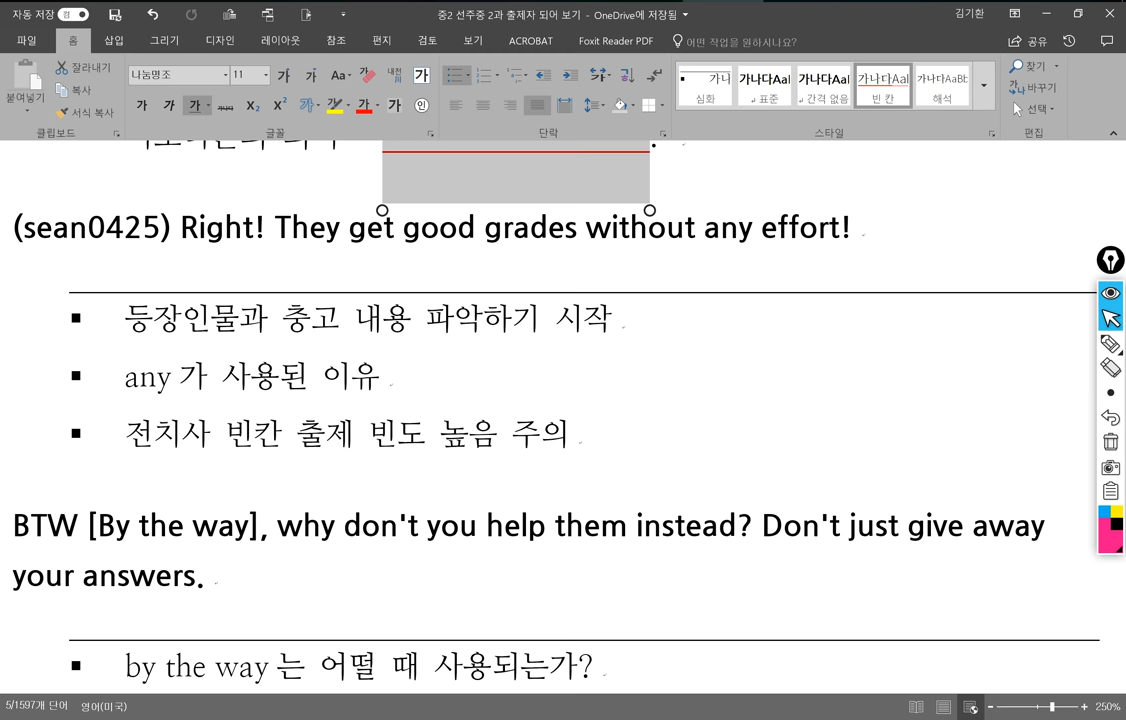 자동 저장 컴 중2 선주중 2과 출제자 되어 보기 - OneDrive에 저장됨 김기환
파일 홈 삽입 그리기 디자인 레이아웃 참조 편지 검토 보기 ACROBAT Foxit Reader PDF 어떤 작업을 원하시나요? 공유
붙여넣기 잘라내기 복사 서식 복사
나눔명조 11
가나 심화
가나다AaI 표준
가나다AaI 간격 없음
가나다AaI 빈 칸
가나다AaBb 해석
찾기 바꾸기 선택
클립보드 글꼴 단락 스타일 편집
(sean0425) Right! They get good grades without any effort!
등장인물과 충고 내용 파악하기 시작
any가 사용된 이유
전치사 빈칸 출제 빈도 높음 주의
BTW [By the way], why don't you help them instead? Don't just give away
your answers.
by the way는 어떨 때 사용되는가?
5/1597개 단어 영어(미국) 250%